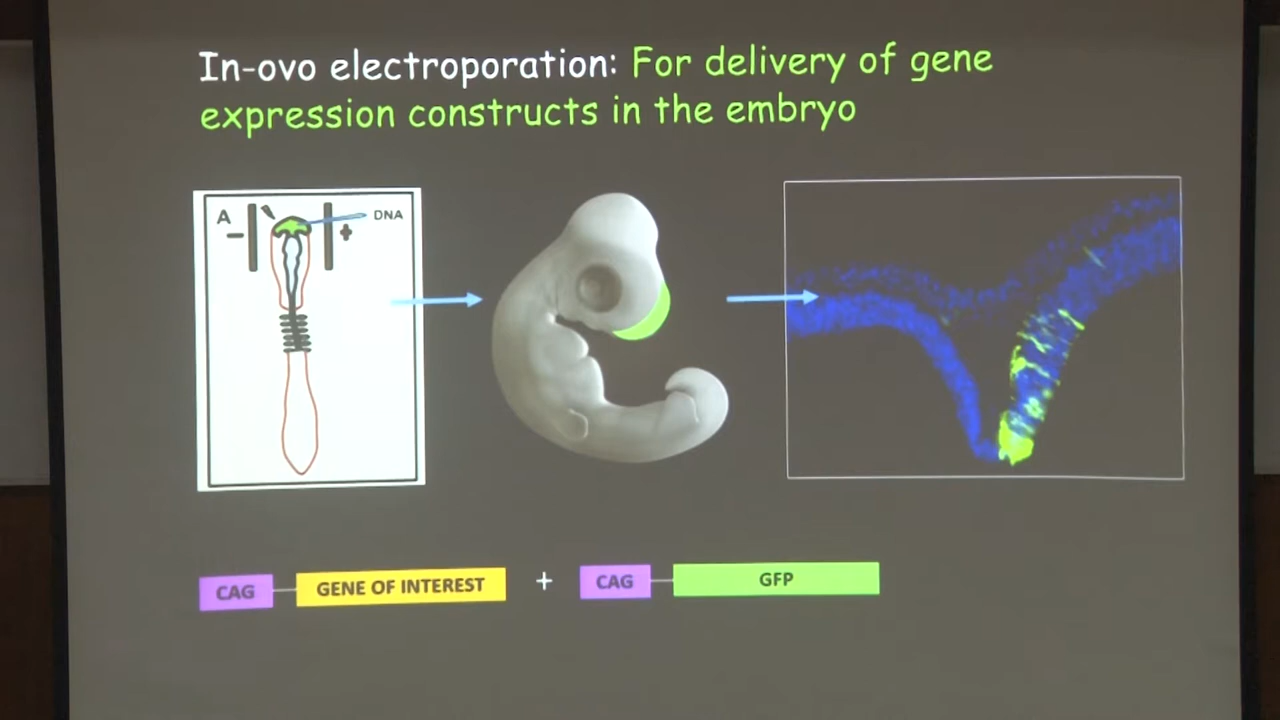 In-ovo electroporation: For delivery of gene
expression constructs in the embryo
A
DNA
− +
CAG GENE OF INTEREST + CAG GFP